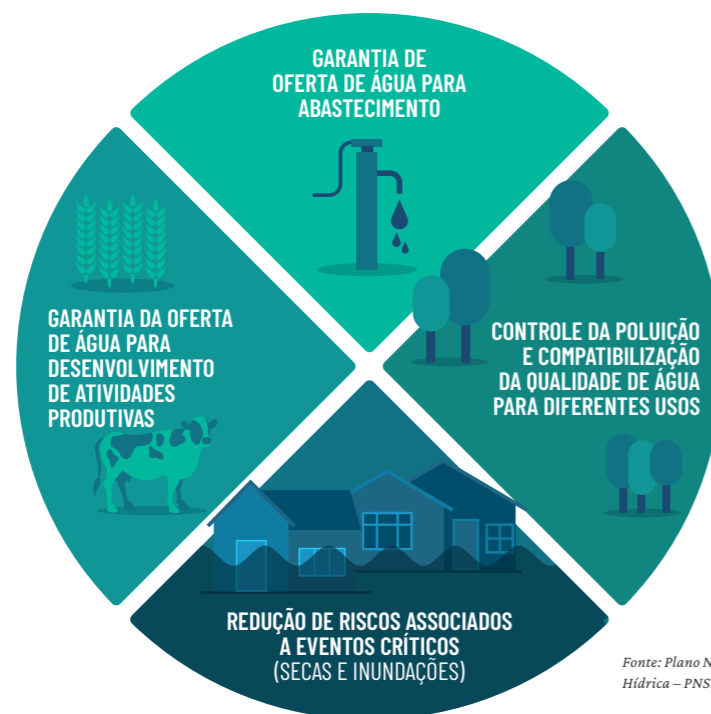 GARANTIA DE
OFERTA DE ÁGUA PARA
ABASTECIMENTO
GARANTIA DA OFERTA
DE ÁGUA PARA
DESENVOLVIMENTO
DE ATIVIDADES
PRODUTIVAS
CONTROLE DA POLUIÇÃO
E COMPATIBILIZAÇÃO
DA QUALIDADE DE ÁGUA
PARA DIFERENTES USOS
REDUÇÃO DE RISCOS ASSOCIADOS
A EVENTOS CRÍTICOS
(SECAS E INUNDAÇÕES)
Fonte: Plano N
Hídrica – PNS